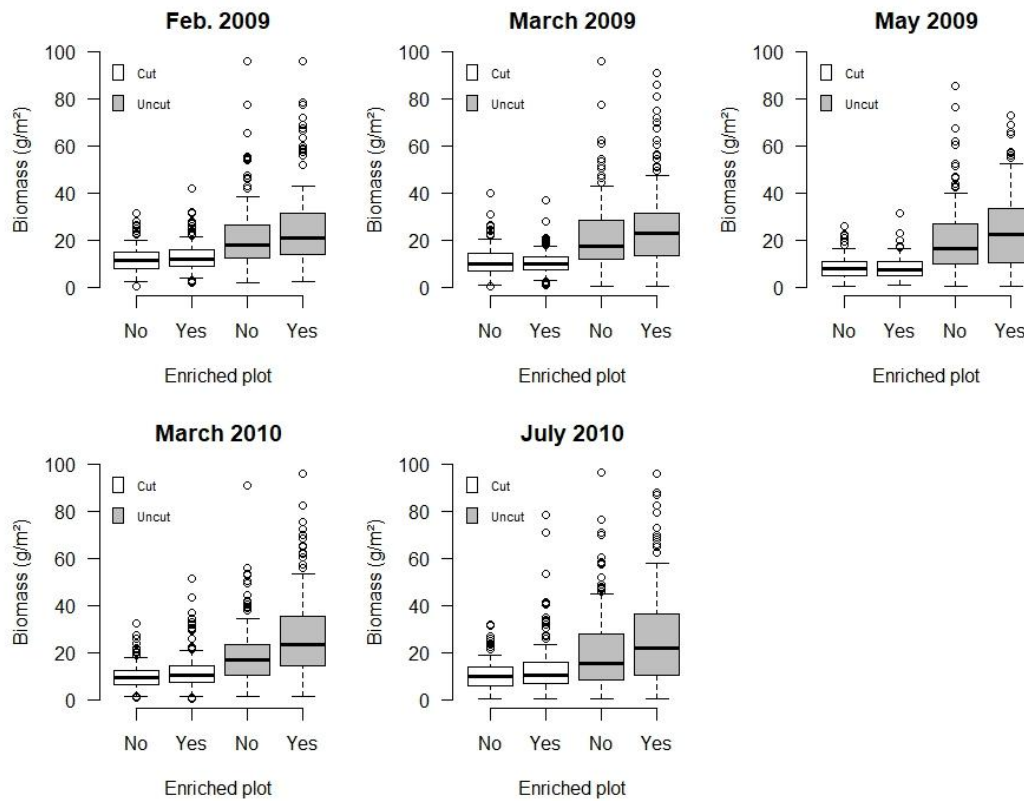 Feb. 2009
100
80
60
40
20
0
Biomass (g/m²)
Cut
Uncut
No Yes No Yes
Enriched plot
March 2009
100
80
60
40
20
0
Biomass (g/m²)
Cut
Uncut
No Yes No Yes
Enriched plot
May 2009
100
80
60
40
20
0
Biomass (g/m²)
Cut
Uncut
No Yes No Yes
Enriched plot
March 2010
100
80
60
40
20
0
Biomass (g/m²)
Cut
Uncut
No Yes No Yes
Enriched plot
July 2010
100
80
60
40
20
0
Biomass (g/m²)
Cut
Uncut
No Yes No Yes
Enriched plot